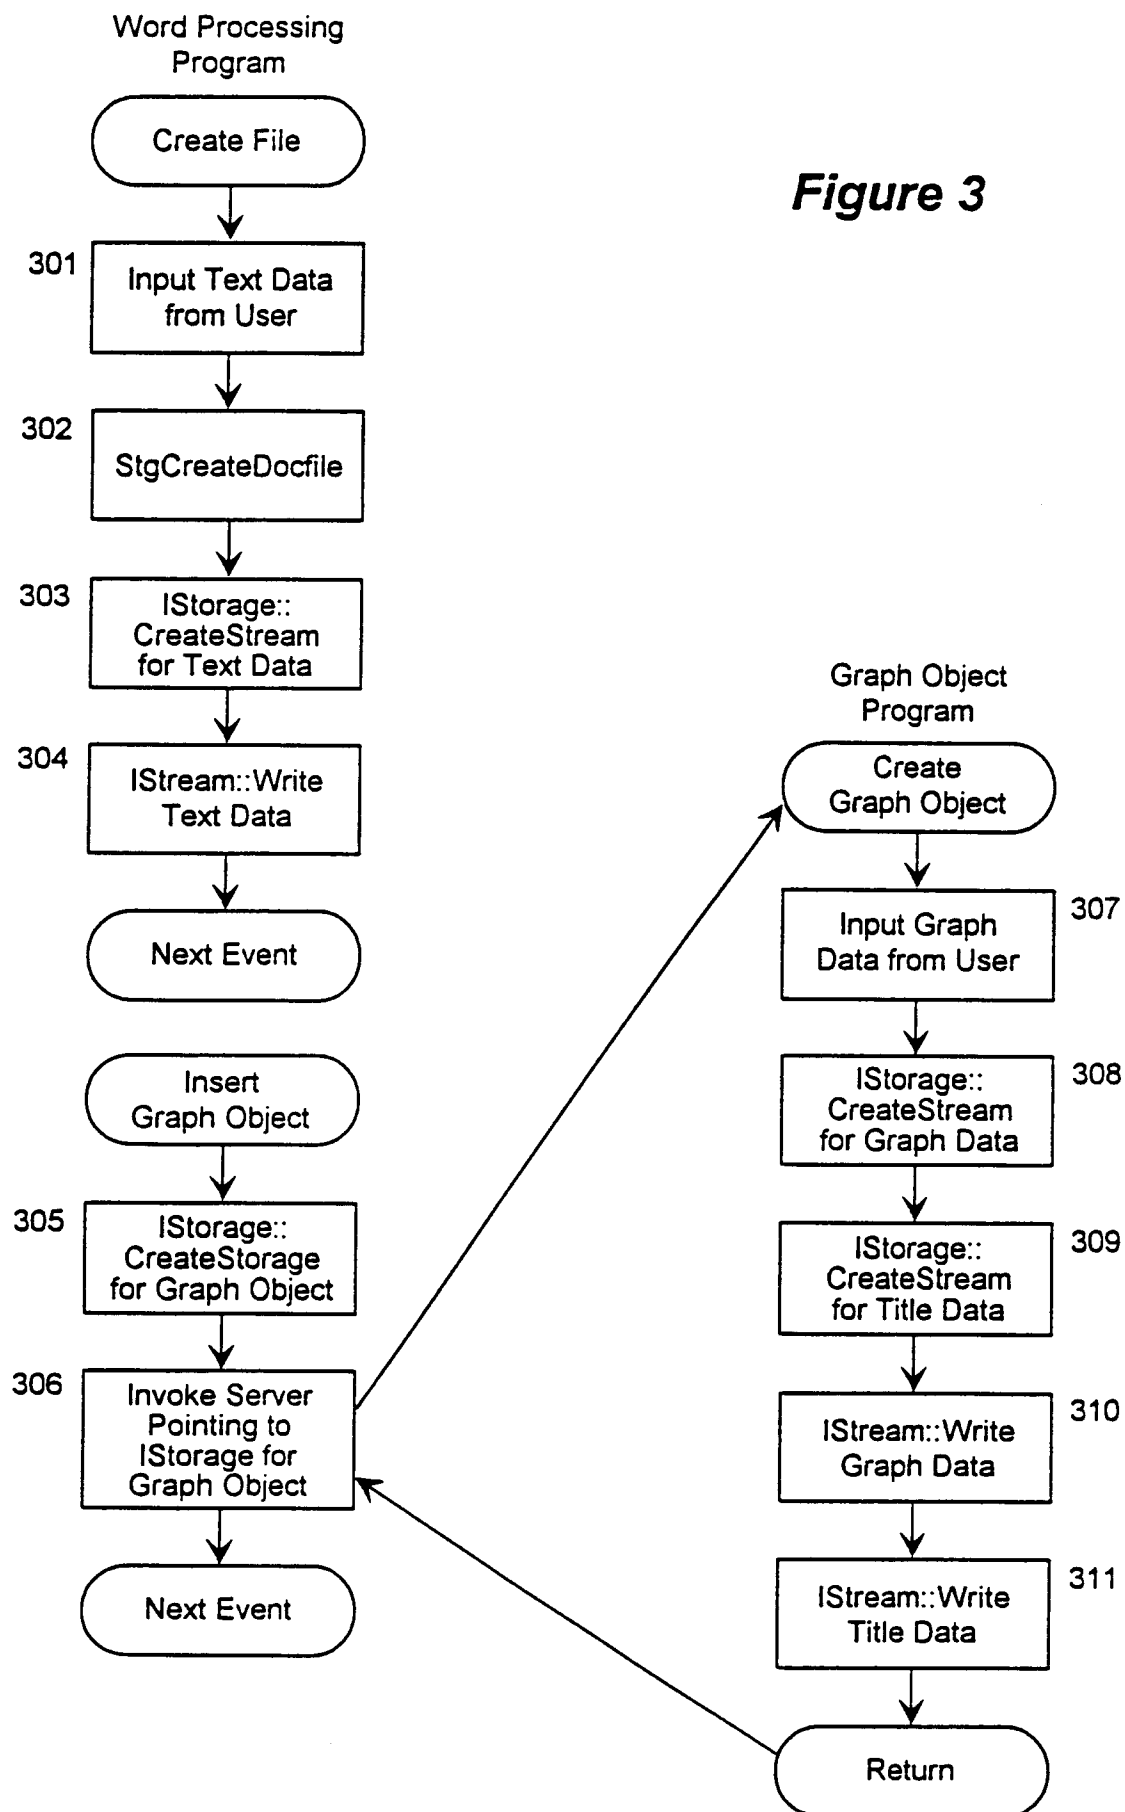 Word Processing
Program
Create File
Figure 3
301
Input Text Data
from User
302
StgCreateDocfile
303
IStorage::
CreateStream
for Text Data
304
IStream::Write
Text Data
Next Event
Insert
Graph Object
305
IStorage::
CreateStorage
for Graph Object
306
Invoke Server
Pointing to
IStorage for
Graph Object
Next Event
Graph Object
Program
Create
Graph Object
307
Input Graph
Data from User
308
IStorage::
CreateStream
for Graph Data
309
IStorage::
CreateStream
for Title Data
310
IStream::Write
Graph Data
311
IStream::Write
Title Data
Return